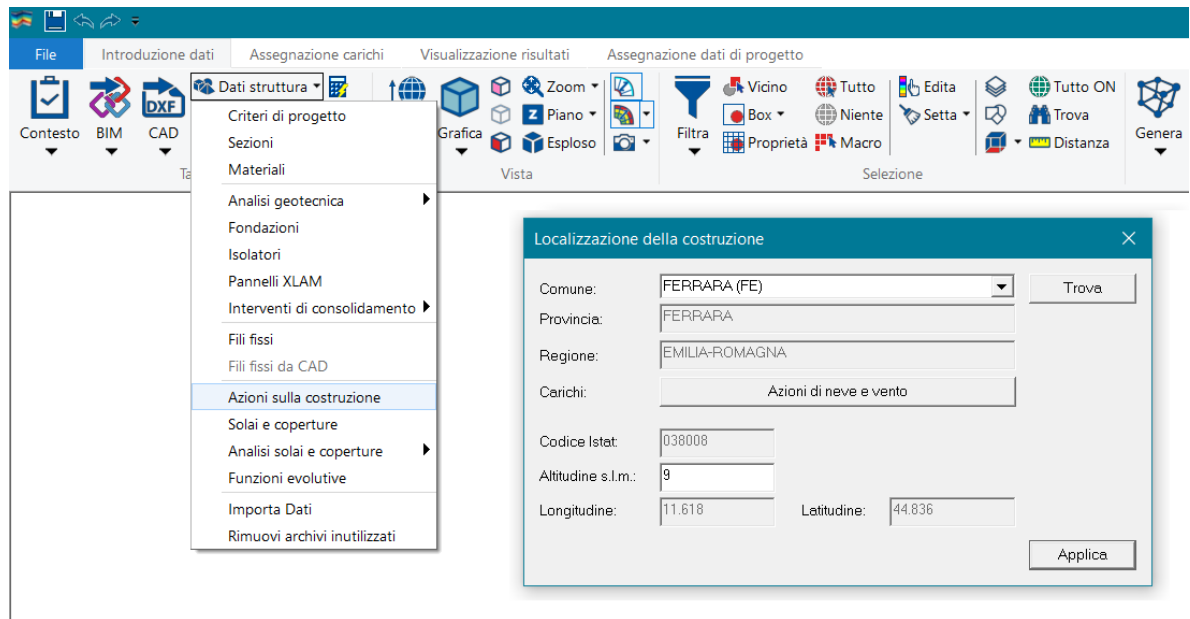 File Introduzione dati Assegnazione carichi Visualizzazione risultati Assegnazione dati di progetto
Contesto
BIM
CAD
DXF
Dati struttura
Grafica
Zoom
Z Piano
Esploso
Vista
Filtra
Vicino
Box
Proprietà
Tutto
Niente
Macro
Edita
Setta
Selezione
Tutto ON
Trova
Distanza
Genera
Criteri di progetto
Sezioni
Materiali
Analisi geotecnica
Fondazioni
Isolatori
Pannelli XLAM
Interventi di consolidamento
Fili fissi
Fili fissi da CAD
Azioni sulla costruzione
Solai e coperture
Analisi solai e coperture
Funzioni evolutive
Importa Dati
Rimuovi archivi inutilizzati
Localizzazione della costruzione
Comune: FERRARA (FE) Trova
Provincia: FERRARA
Regione: EMILIA-ROMAGNA
Carichi: Azioni di neve e vento
Codice Istat: 038008
Altitudine s.l.m.: 9
Longitudine: 11.618 Latitudine: 44.836
Applica